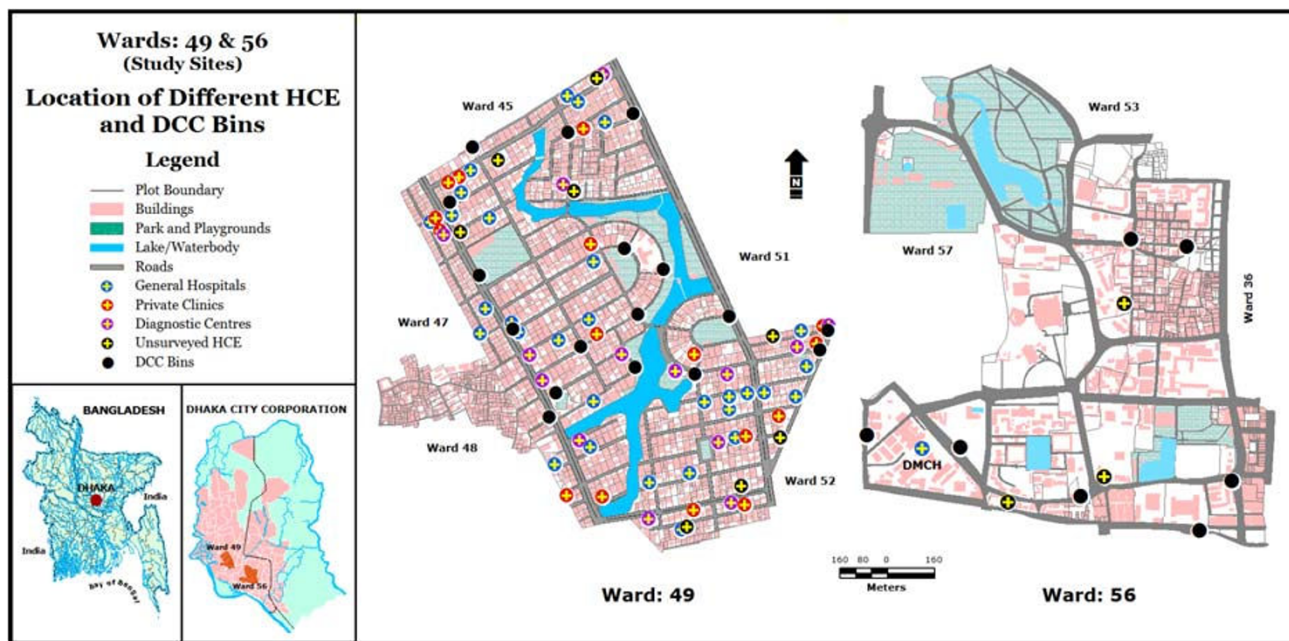 Wards: 49 & 56
(Study Sites)
Location of Different HCE
and DCC Bins
Legend
Plot Boundary
Buildings
Park and Playgrounds
Lake/Waterbody
Roads
General Hospitals
Private Clinics
Diagnostic Centres
Unsurveyed HCE
DCC Bins
BANGLADESH
DHAKA
India
India
Bay of Bengal
DHAKA CITY CORPORATION
Ward 49
Ward 56
Ward 45
Ward 51
Ward 47
Ward 48
Ward 52
N
Ward: 49
Ward 53
Ward 57
Ward 36
DMCH
160 80 0 160
Meters
Ward: 56